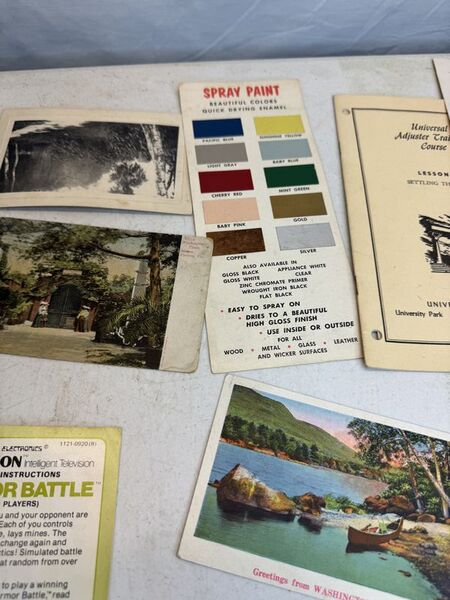 SPRAY PAINT
BEAUTIFUL COLORS
QUICK DRYING ENAMEL
PACIFIC BLUE
SUNSHINE YELLOW
LIGHT GRAY
BABY BLUE
CHERRY RED
MINT GREEN
BABY PINK
GOLD
COPPER
SILVER
ALSO AVAILABLE IN
GLOSS BLACK APPLIANCE WHITE
GLOSS WHITE CLEAR
ZINC CHROMATE PRIMER
WROUGHT IRON BLACK
FLAT BLACK
• EASY TO SPRAY ON
• DRIES TO A BEAUTIFUL
HIGH GLOSS FINISH
• USE INSIDE OR OUTSIDE
FOR ALL
WOOD • METAL • GLASS • LEATHER
AND WICKER SURFACES
Universal
Adjuster Trai
Course
LESSON
SETTLING TH
UNIV
University Park
ELECTRONICS® 1121-0920(R)
ON Intelligent Television
INSTRUCTIONS
OR BATTLE
PLAYERS)
u and your opponent are
Each of you controls
e, lays mines. The
change again and
ctics! Simulated battle
at random from over
e to play a winning
rmor Battle," read
Greetings from WASHINGT